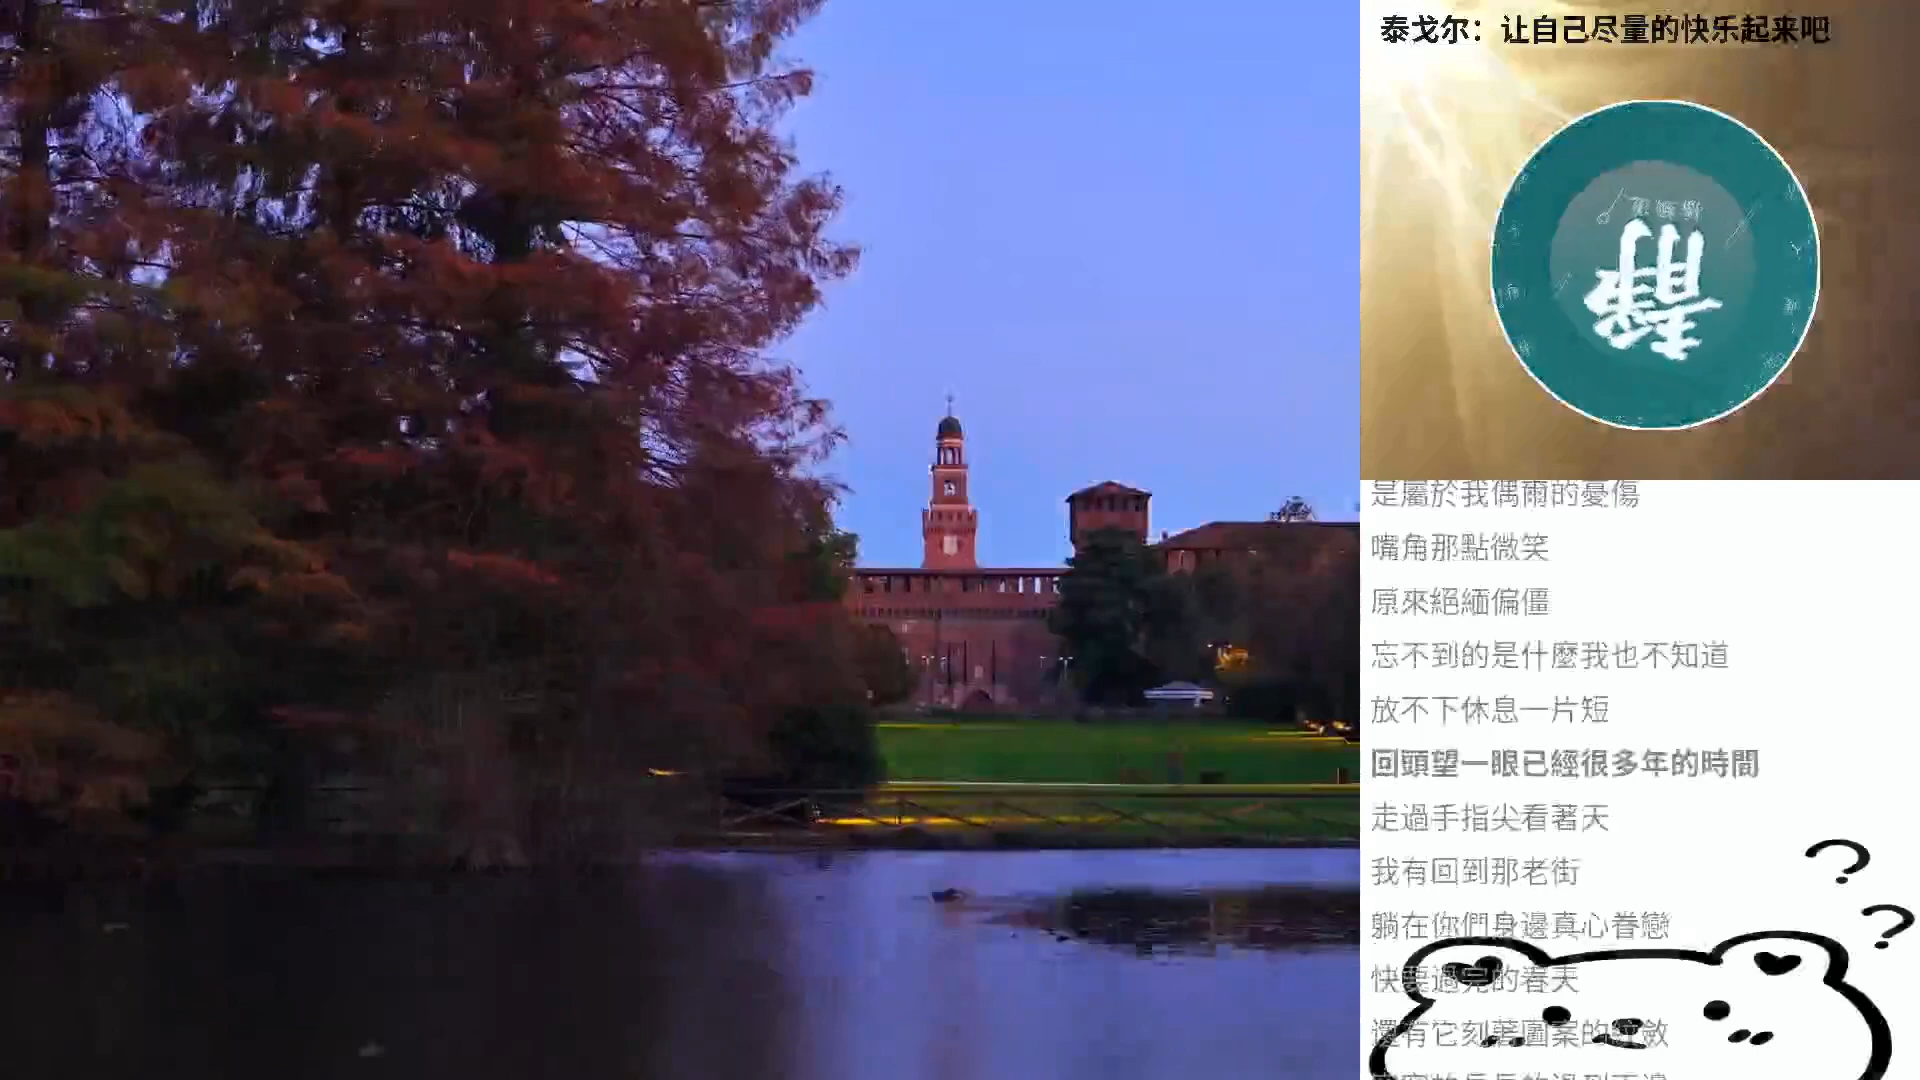 泰戈尔：让自己尽量的快乐起来吧
靜
是屬於我偶爾的憂傷
嘴角那點微笑
原來絕緬偏僵
忘不到的是什麼我也不知道
放不下休息一片短
回頭望一眼已經很多年的時間
走過手指尖看著天
我有回到那老街
躺在你們身邊真心眷戀
快要過完的春天
還有它刻著圖案的紋斂